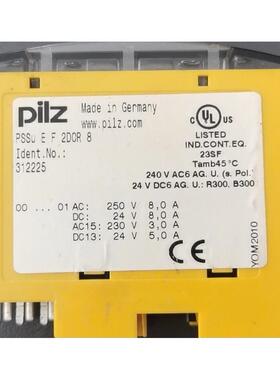 pilz
Made in Germany
www.pilz.com
PSSu E F 2DOR 8
Ident.No.:
312225
C UL US
LISTED
IND.CONT.EQ.
23SF
Tamb45°C
240 V AC6 AG. U. (s. Pol.)
24 V DC6 AG. U.: R300, B300
00 ... 01 AC: 250 V 8,0 A
DC: 24 V 8,0 A
AC15: 230 V 3,0 A
DC13: 24 V 5,0 A
YOM2010